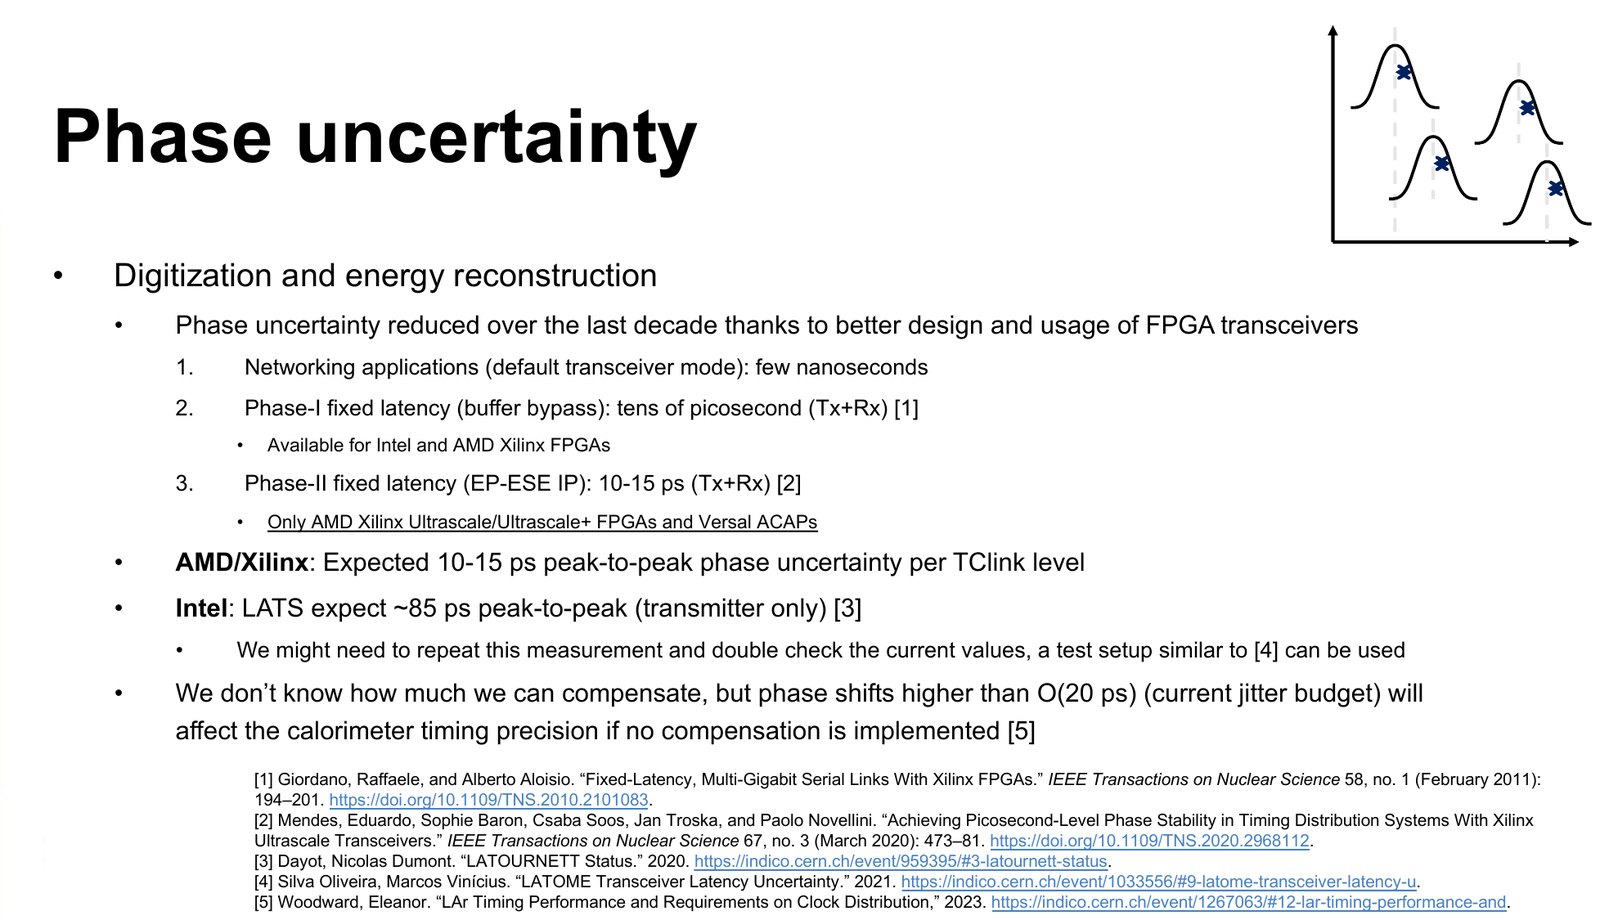 Phase uncertainty
• Digitization and energy reconstruction
• Phase uncertainty reduced over the last decade thanks to better design and usage of FPGA transceivers
1. Networking applications (default transceiver mode): few nanoseconds
2. Phase-I fixed latency (buffer bypass): tens of picosecond (Tx+Rx) [1]
• Available for Intel and AMD Xilinx FPGAs
3. Phase-II fixed latency (EP-ESE IP): 10-15 ps (Tx+Rx) [2]
• Only AMD Xilinx Ultrascale/Ultrascale+ FPGAs and Versal ACAPs
• AMD/Xilinx: Expected 10-15 ps peak-to-peak phase uncertainty per TClink level
• Intel: LATS expect ~85 ps peak-to-peak (transmitter only) [3]
• We might need to repeat this measurement and double check the current values, a test setup similar to [4] can be used
• We don’t know how much we can compensate, but phase shifts higher than O(20 ps) (current jitter budget) will
affect the calorimeter timing precision if no compensation is implemented [5]
[1] Giordano, Raffaele, and Alberto Aloisio. “Fixed-Latency, Multi-Gigabit Serial Links With Xilinx FPGAs.” IEEE Transactions on Nuclear Science 58, no. 1 (February 2011):
194–201. https://doi.org/10.1109/TNS.2010.2101083.
[2] Mendes, Eduardo, Sophie Baron, Csaba Soos, Jan Troska, and Paolo Novellini. “Achieving Picosecond-Level Phase Stability in Timing Distribution Systems With Xilinx
Ultrascale Transceivers.” IEEE Transactions on Nuclear Science 67, no. 3 (March 2020): 473–81. https://doi.org/10.1109/TNS.2020.2968112.
[3] Dayot, Nicolas Dumont. “LATOURNETT Status.” 2020. https://indico.cern.ch/event/959395/#3-latournett-status.
[4] Silva Oliveira, Marcos Vinícius. “LATOME Transceiver Latency Uncertainty.” 2021. https://indico.cern.ch/event/1033556/#9-latome-transceiver-latency-u.
[5] Woodward, Eleanor. “LAr Timing Performance and Requirements on Clock Distribution,” 2023. https://indico.cern.ch/event/1267063/#12-lar-timing-performance-and.